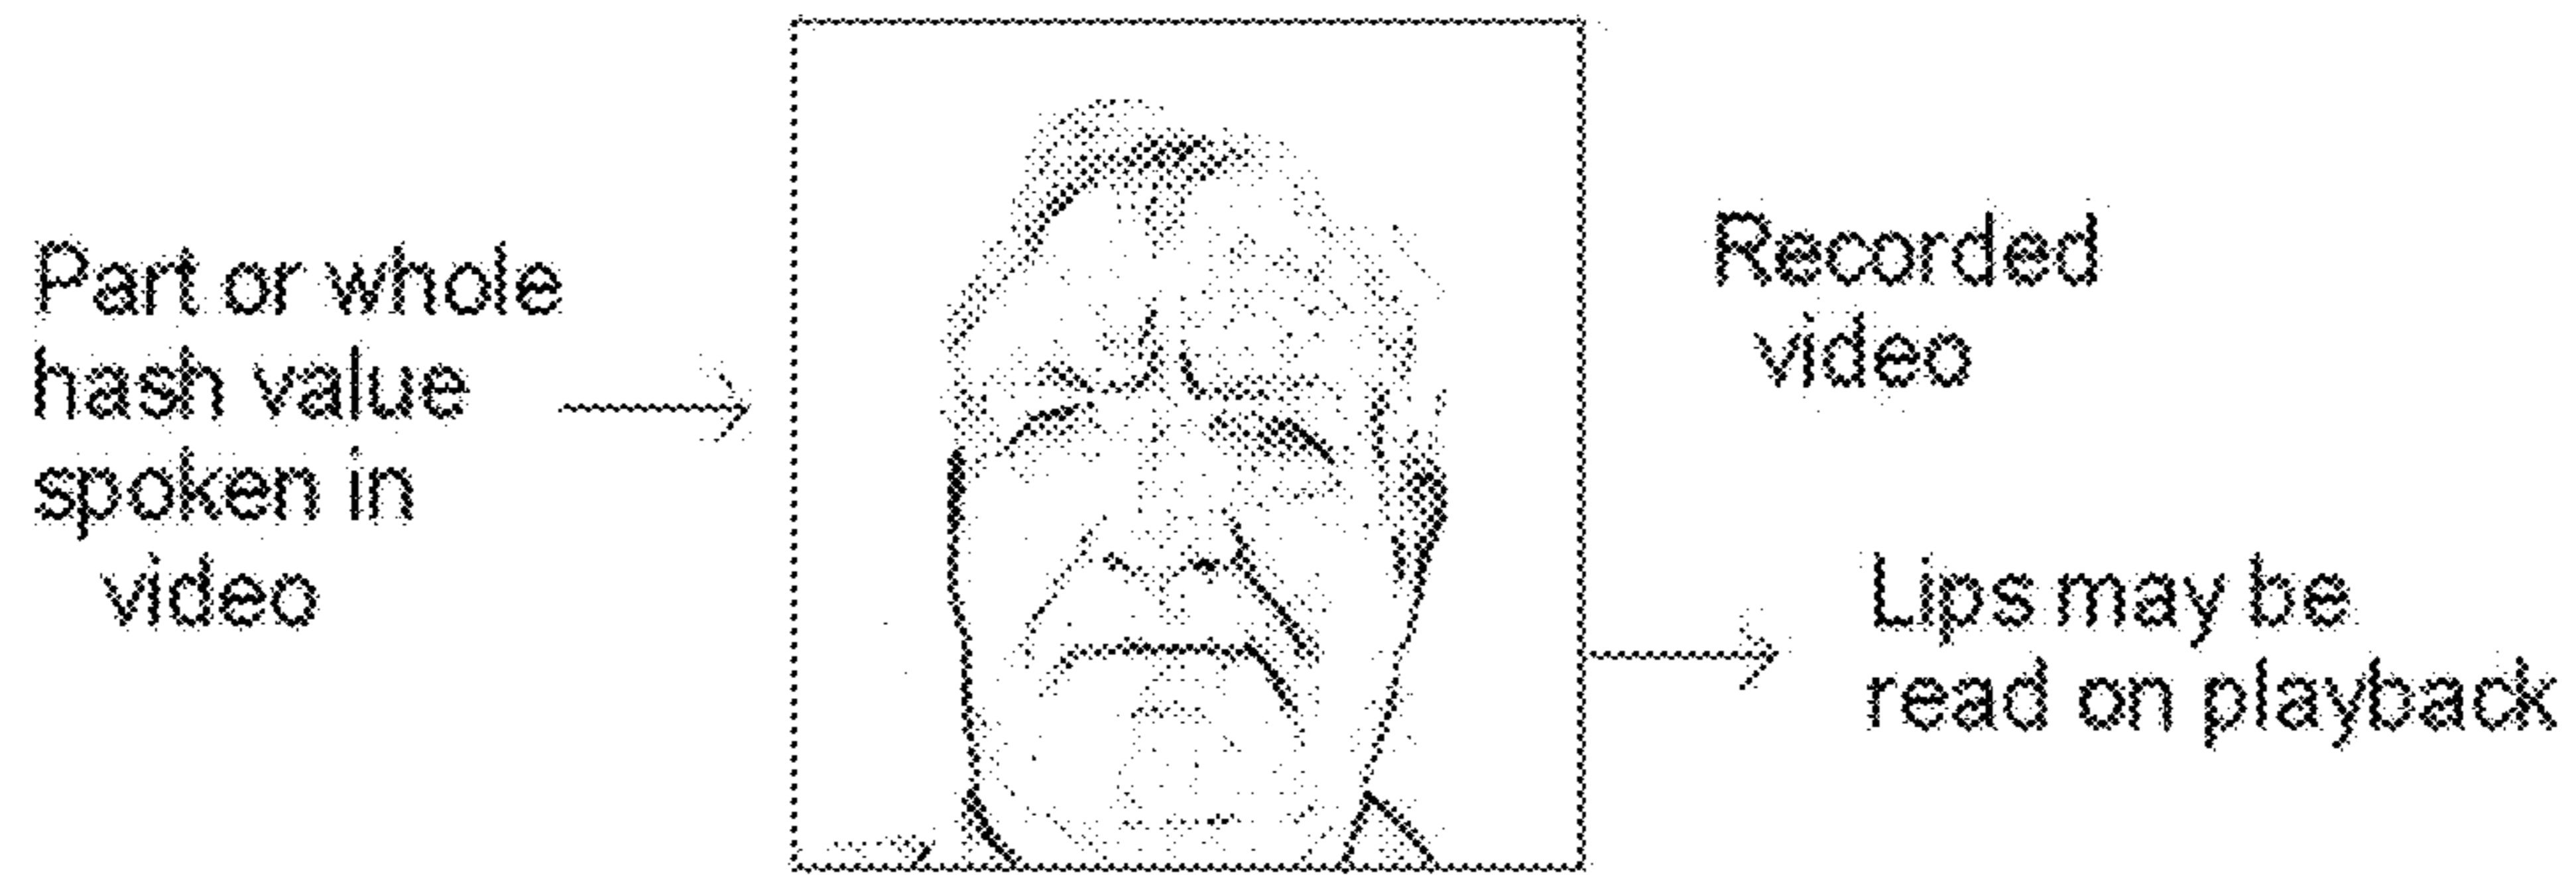 Part or whole
hash value
spoken in
video
Recorded
video
Lips may be
read on playback